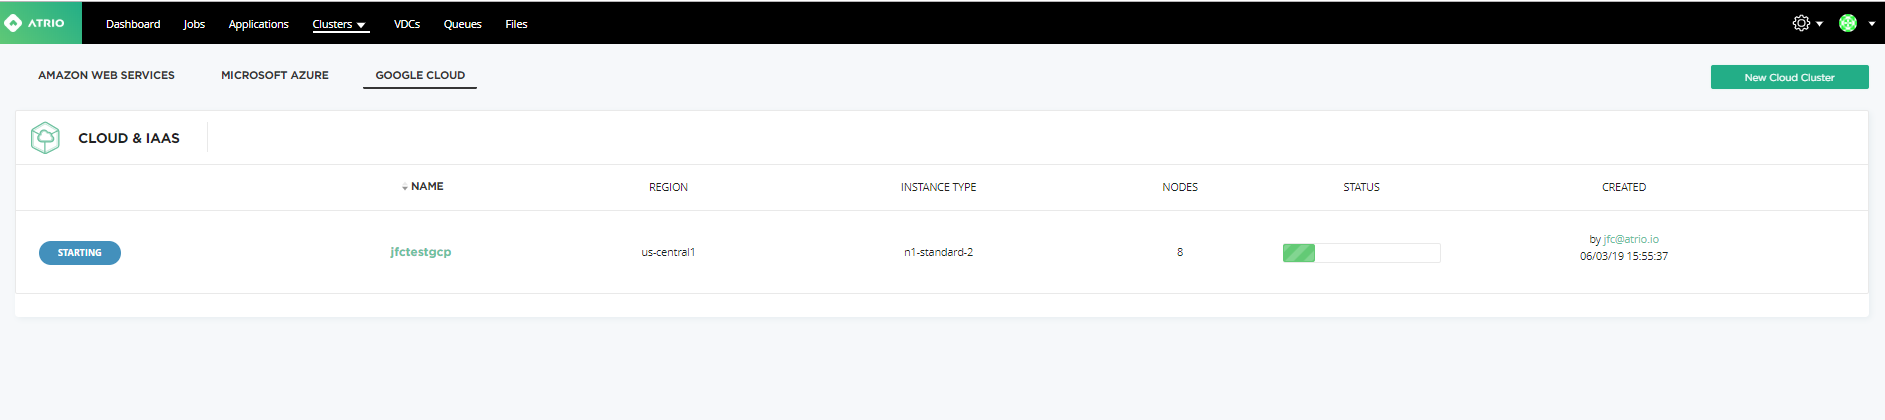 ATRIO Dashboard Jobs Applications Clusters VDCs Queues Files
AMAZON WEB SERVICES MICROSOFT AZURE GOOGLE CLOUD New Cloud Cluster
CLOUD & IAAS
NAME REGION INSTANCE TYPE NODES STATUS CREATED
STARTING jfctestgcp us-central1 n1-standard-2 8 by jfc@atrio.io
06/03/19 15:55:37